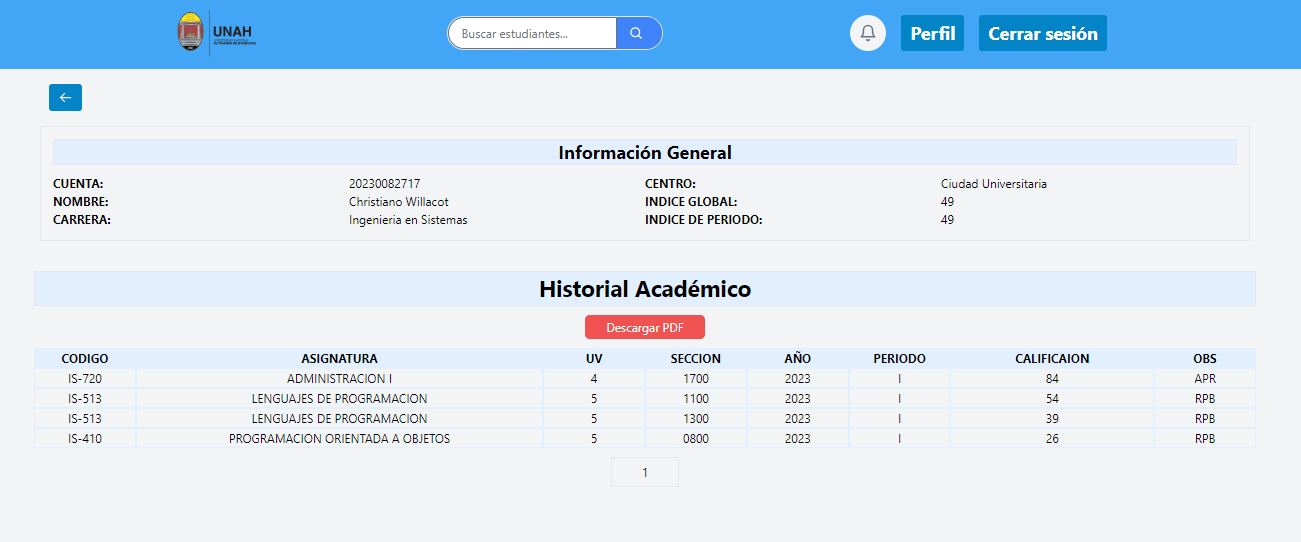 UNAH
Buscar estudiantes...
Perfil
Cerrar sesión
Información General
CUENTA: 20230082717 CENTRO: Ciudad Universitaria
NOMBRE: Christiano Willacot INDICE GLOBAL: 49
CARRERA: Ingenieria en Sistemas INDICE DE PERIODO: 49
Historial Académico
Descargar PDF
CODIGO ASIGNATURA UV SECCION AÑO PERIODO CALIFICAION OBS
IS-720 ADMINISTRACION I 4 1700 2023 I 84 APR
IS-513 LENGUAJES DE PROGRAMACION 5 1100 2023 I 54 RPB
IS-513 LENGUAJES DE PROGRAMACION 5 1300 2023 I 39 RPB
IS-410 PROGRAMACION ORIENTADA A OBJETOS 5 0800 2023 I 26 RPB
1